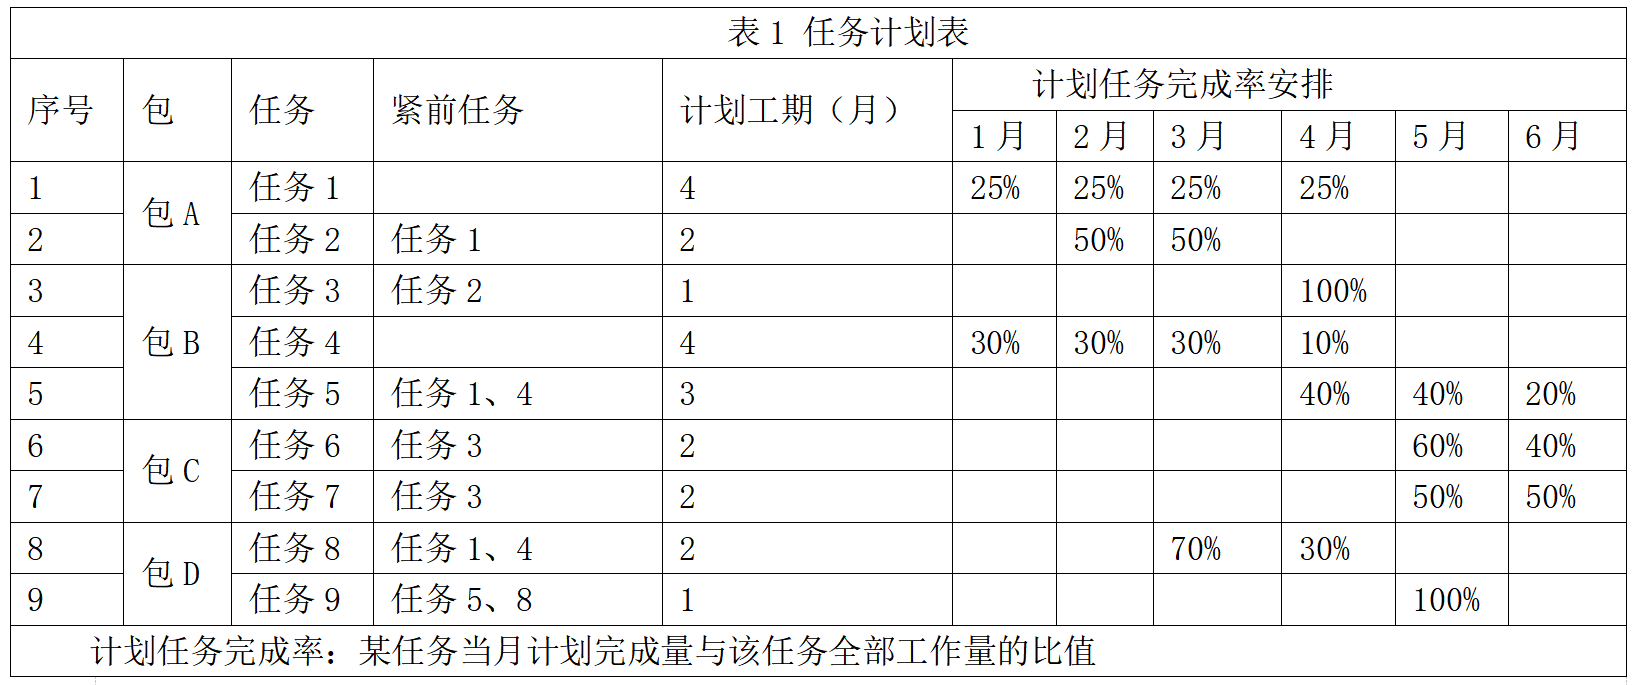 表1 任务计划表
序号 包 任务 紧前任务 计划工期（月） 计划任务完成率安排
1月 2月 3月 4月 5月 6月
1 包A 任务1 4 25% 25% 25% 25%
2 任务2 任务1 2 50% 50%
3 包B 任务3 任务2 1 100%
4 任务4 4 30% 30% 30% 10%
5 任务5 任务1、4 3 40% 40% 20%
6 包C 任务6 任务3 2 60% 40%
7 任务7 任务3 2 50% 50%
8 包D 任务8 任务1、4 2 70% 30%
9 任务9 任务5、8 1 100%
计划任务完成率：某任务当月计划完成量与该任务全部工作量的比值